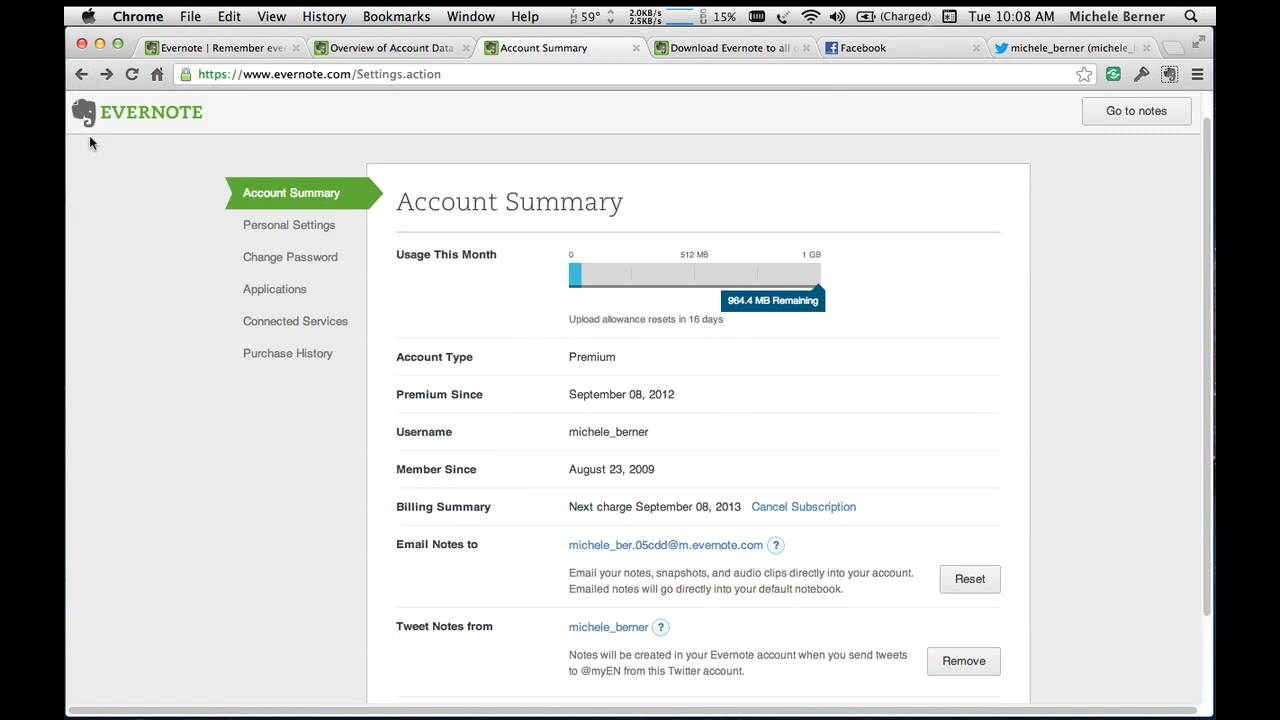 Chrome File Edit View History Bookmarks Window Help 59° 2.0KB/s 2.5KB/s 15% (Charged) Tue 10:08 AM Michele Berner
Evernote | Remember eve Overview of Account Data Account Summary Download Evernote to all d Facebook michele_berner (michele_
https://www.evernote.com/Settings.action
EVERNOTE
Go to notes
Account Summary
Personal Settings
Change Password
Applications
Connected Services
Purchase History
Account Summary
Usage This Month
0 512 MB 1 GB
964.4 MB Remaining
Upload allowance resets in 16 days
Account Type Premium
Premium Since September 08, 2012
Username michele_berner
Member Since August 23, 2009
Billing Summary Next charge September 08, 2013 Cancel Subscription
Email Notes to michele_ber.05cdd@m.evernote.com ?
Email your notes, snapshots, and audio clips directly into your account.
Emailed notes will go directly into your default notebook.
Reset
Tweet Notes from michele_berner ?
Notes will be created in your Evernote account when you send tweets
to @myEN from this Twitter account.
Remove